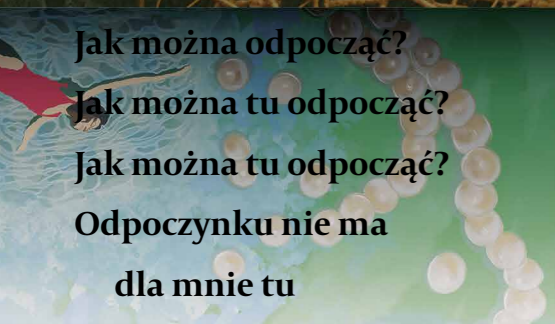 Jak można odpocząć?
Jak można tu odpocząć?
Jak można tu odpocząć?
Odpoczynku nie ma
dla mnie tu